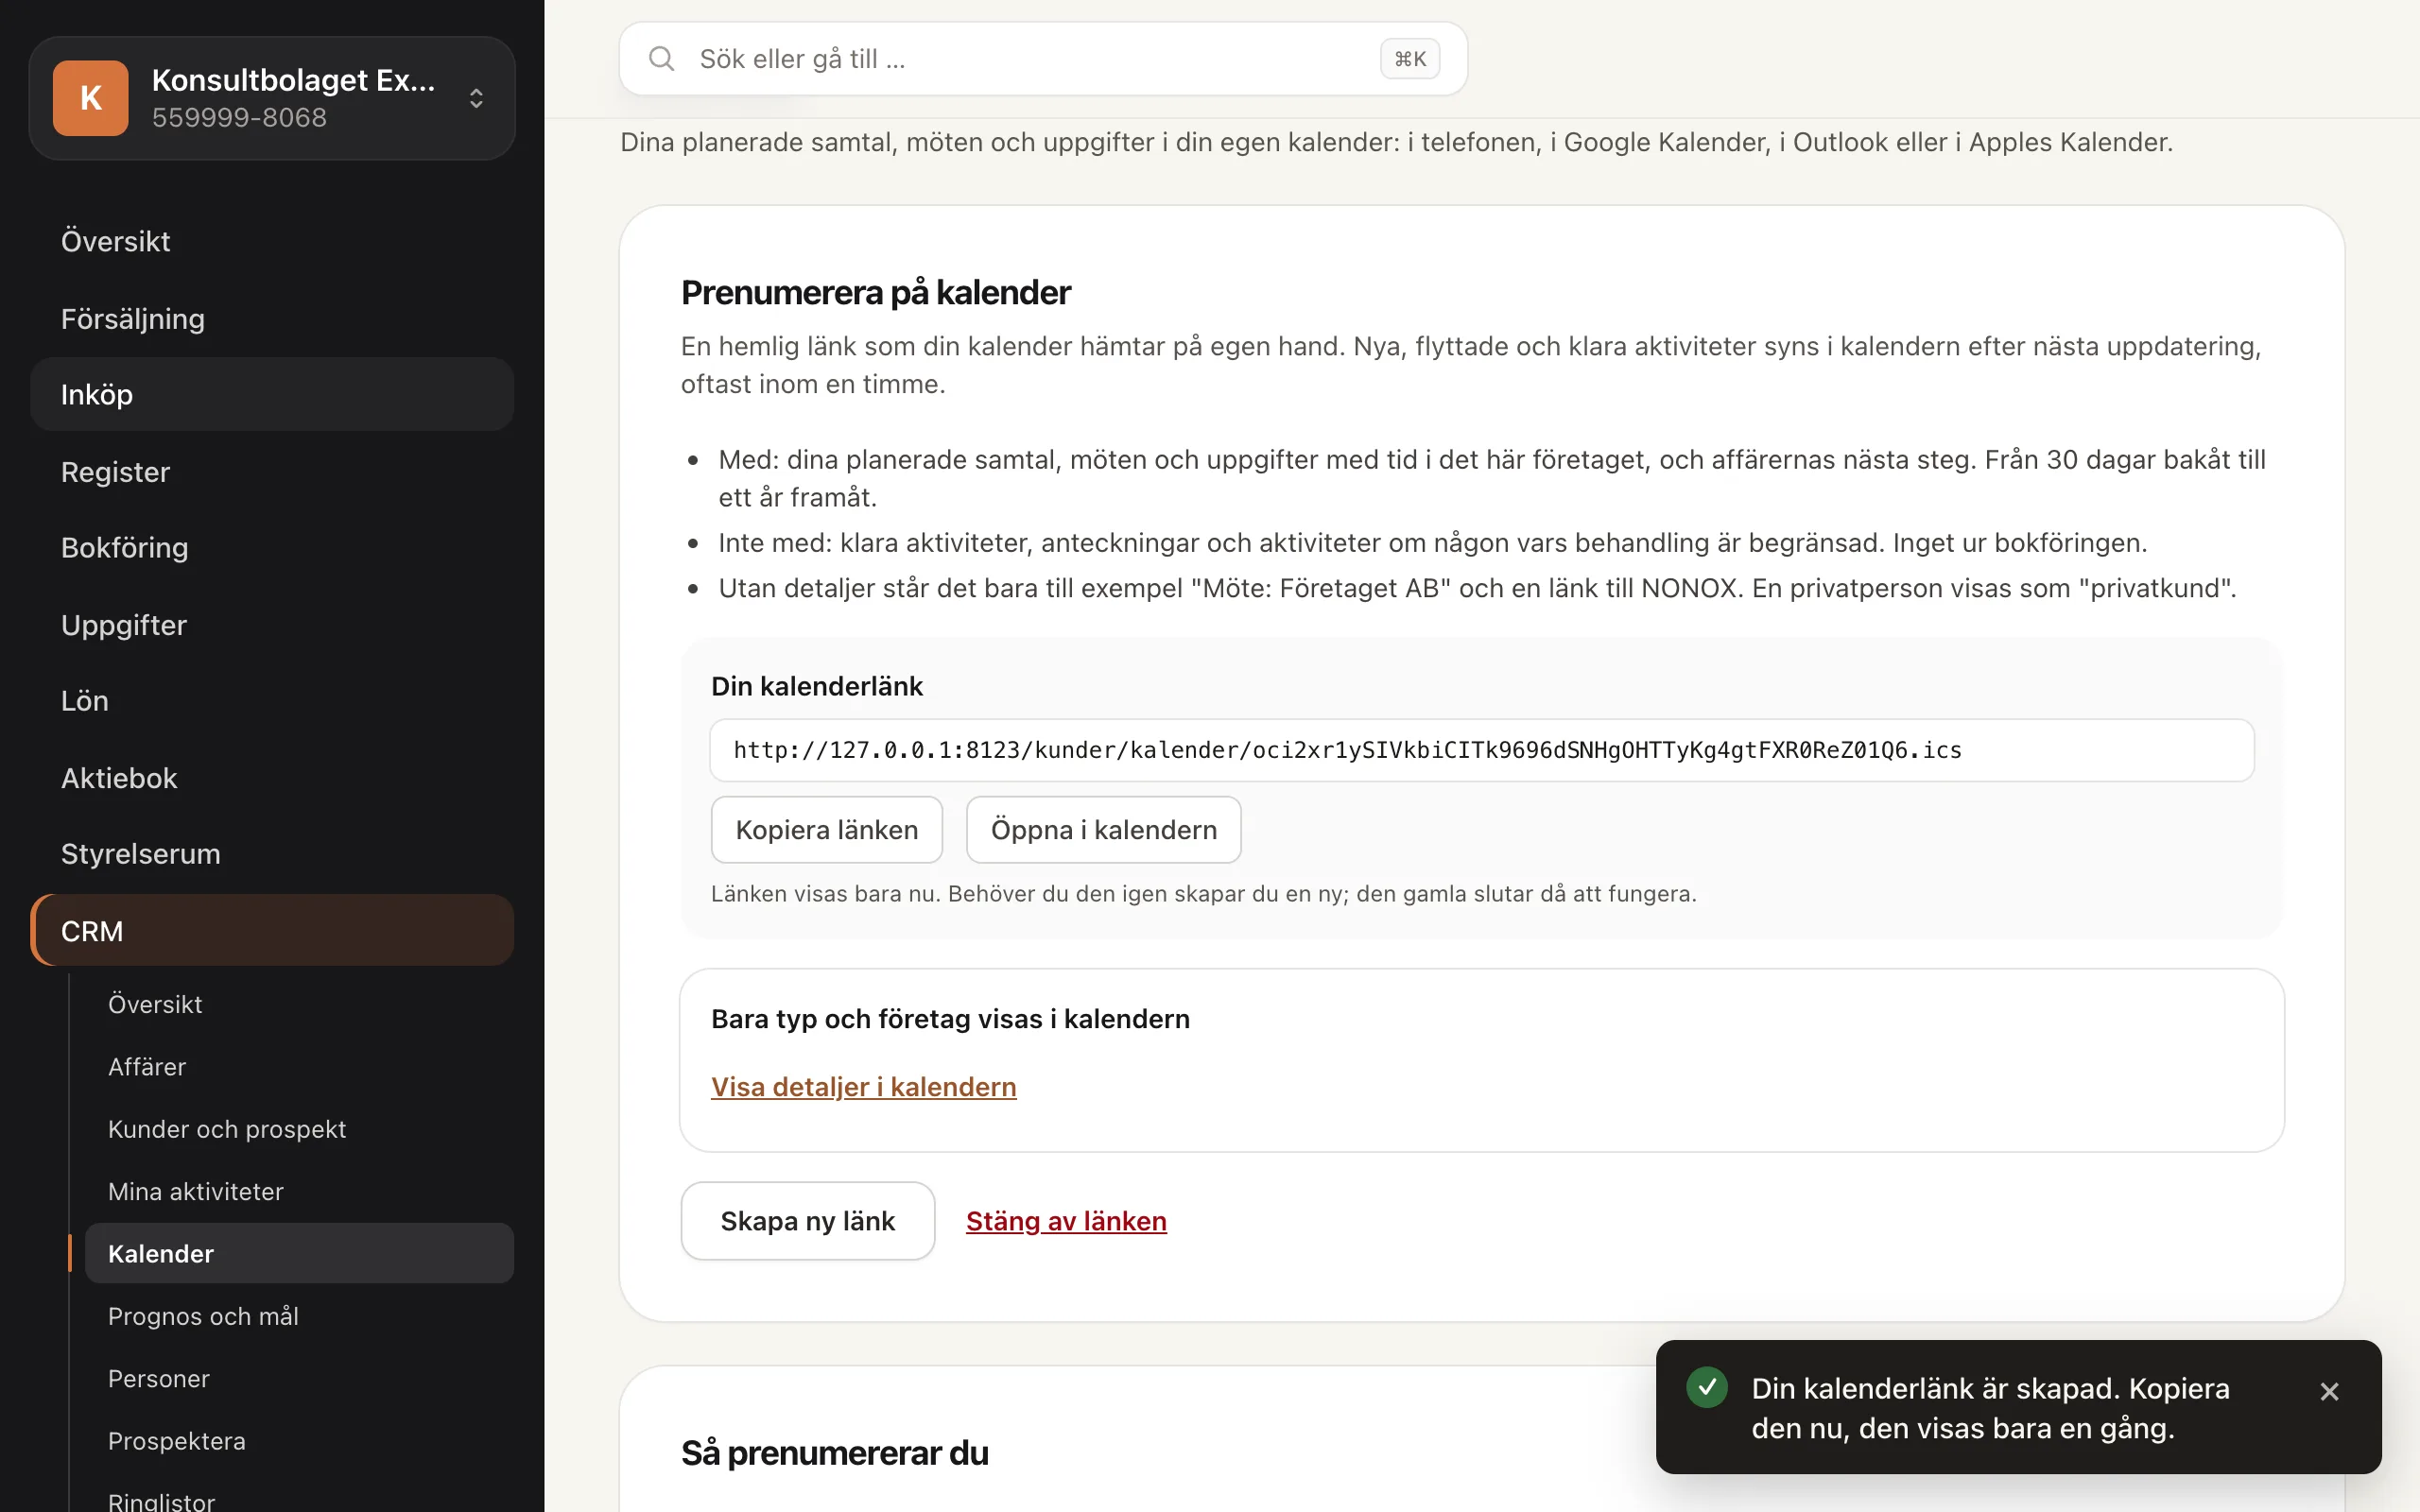 K
Konsultbolaget Ex...
559999-8068
Översikt
Försäljning
Inköp
Register
Bokföring
Uppgifter
Lön
Aktiebok
Styrelserum
CRM
Översikt
Affärer
Kunder och prospekt
Mina aktiviteter
Kalender
Prognos och mål
Personer
Prospektera
Ringlistor
Sök eller gå till ...
⌘K
Dina planerade samtal, möten och uppgifter i din egen kalender: i telefonen, i Google Kalender, i Outlook eller i Apples Kalender.
Prenumerera på kalender
En hemlig länk som din kalender hämtar på egen hand. Nya, flyttade och klara aktiviteter syns i kalendern efter nästa uppdatering,
oftast inom en timme.
• Med: dina planerade samtal, möten och uppgifter med tid i det här företaget, och affärernas nästa steg. Från 30 dagar bakåt till
ett år framåt.
• Inte med: klara aktiviteter, anteckningar och aktiviteter om någon vars behandling är begränsad. Inget ur bokföringen.
• Utan detaljer står det bara till exempel "Möte: Företaget AB" och en länk till NONOX. En privatperson visas som "privatkund".
Din kalenderlänk
http://127.0.0.1:8123/kunder/kalender/oci2xr1ySIVkbiCITk9696dSNHgOHTTyKg4gtFXR0ReZ01Q6.ics
Kopiera länken
Öppna i kalendern
Länken visas bara nu. Behöver du den igen skapar du en ny; den gamla slutar då att fungera.
Bara typ och företag visas i kalendern
Visa detaljer i kalendern
Skapa ny länk
Stäng av länken
Så prenumererar du
Din kalenderlänk är skapad. Kopiera
den nu, den visas bara en gång.